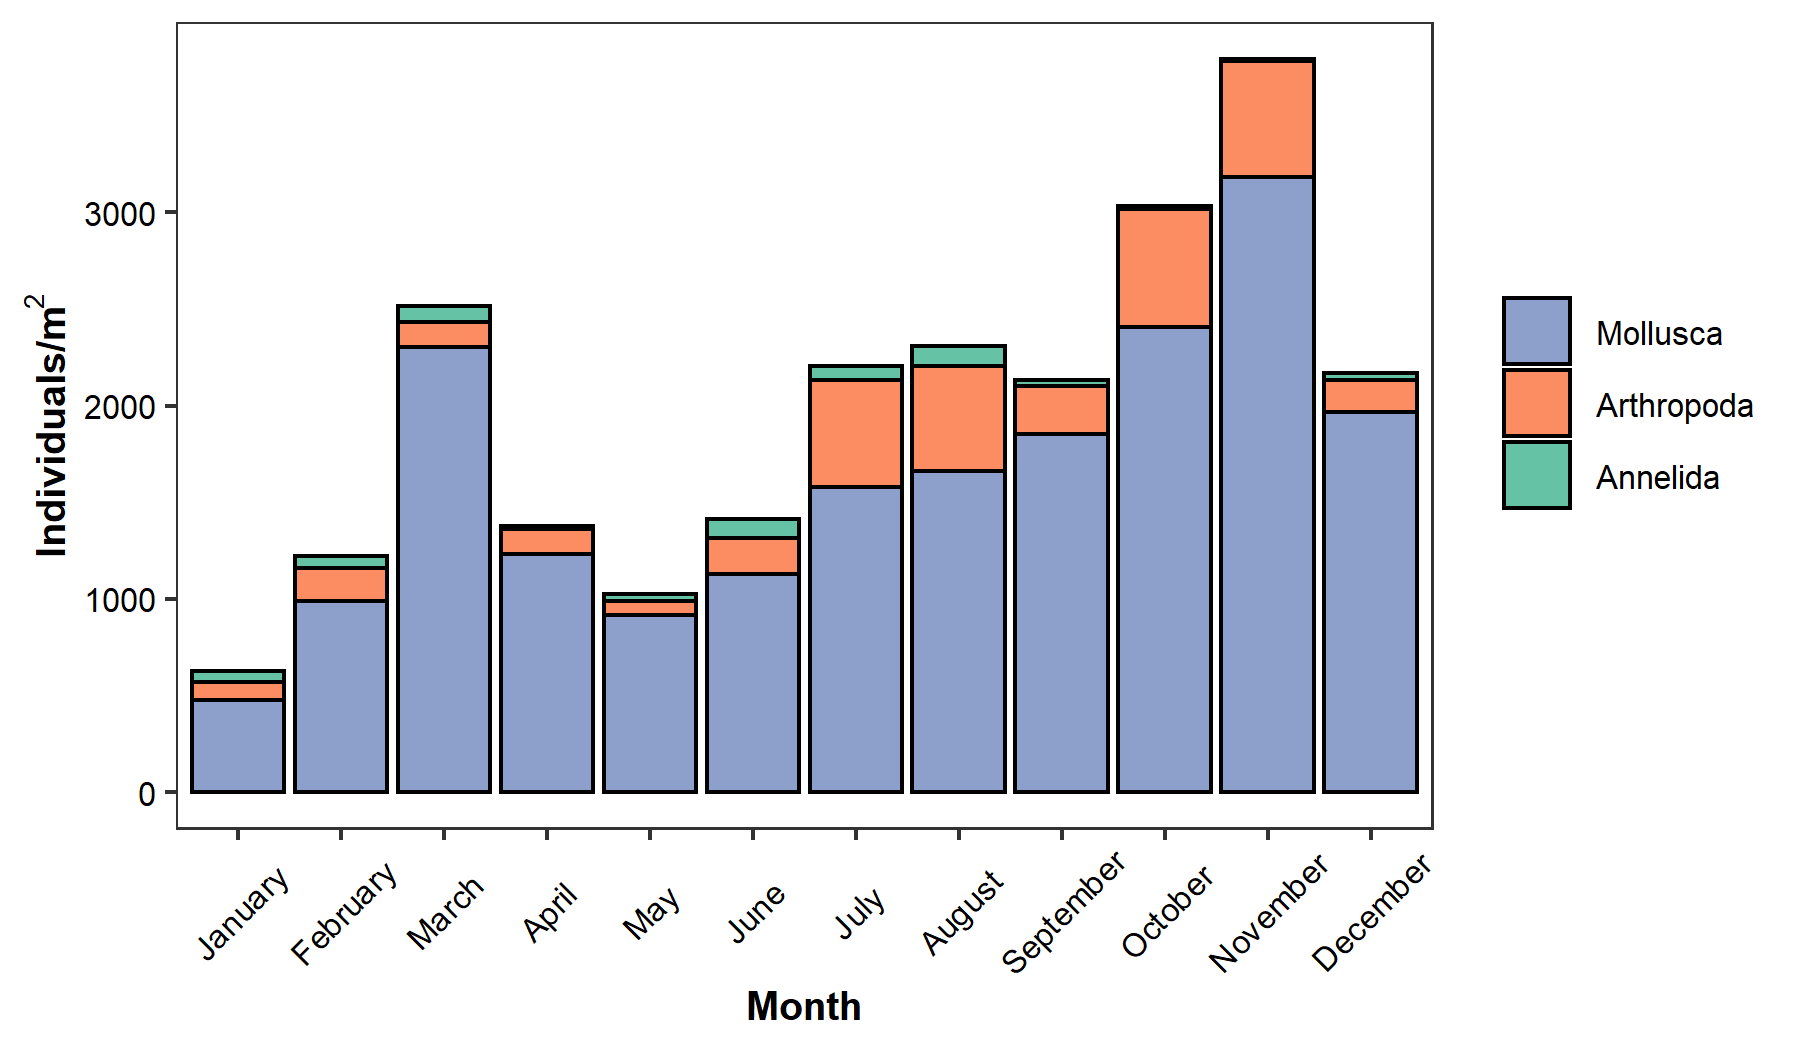 Individuals/m²
3000
2000
1000
0
January
February
March
April
May
June
July
August
September
October
November
December
Month
Mollusca
Arthropoda
Annelida